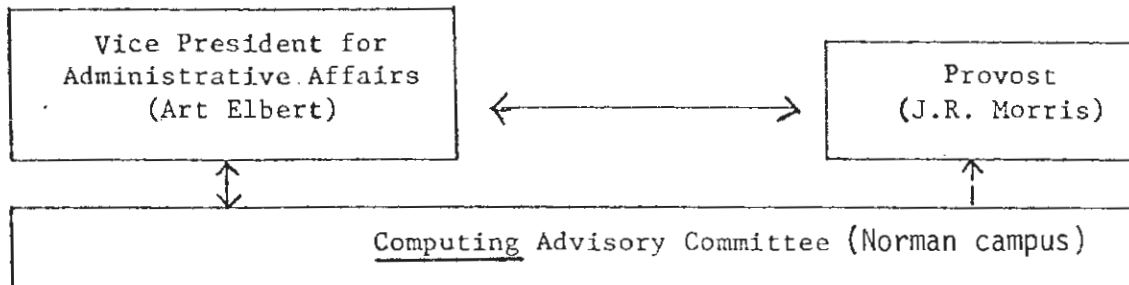 Vice President for
Administrative Affairs
(Art Elbert)
Provost
(J.R. Morris)
Computing Advisory Committee (Norman campus)